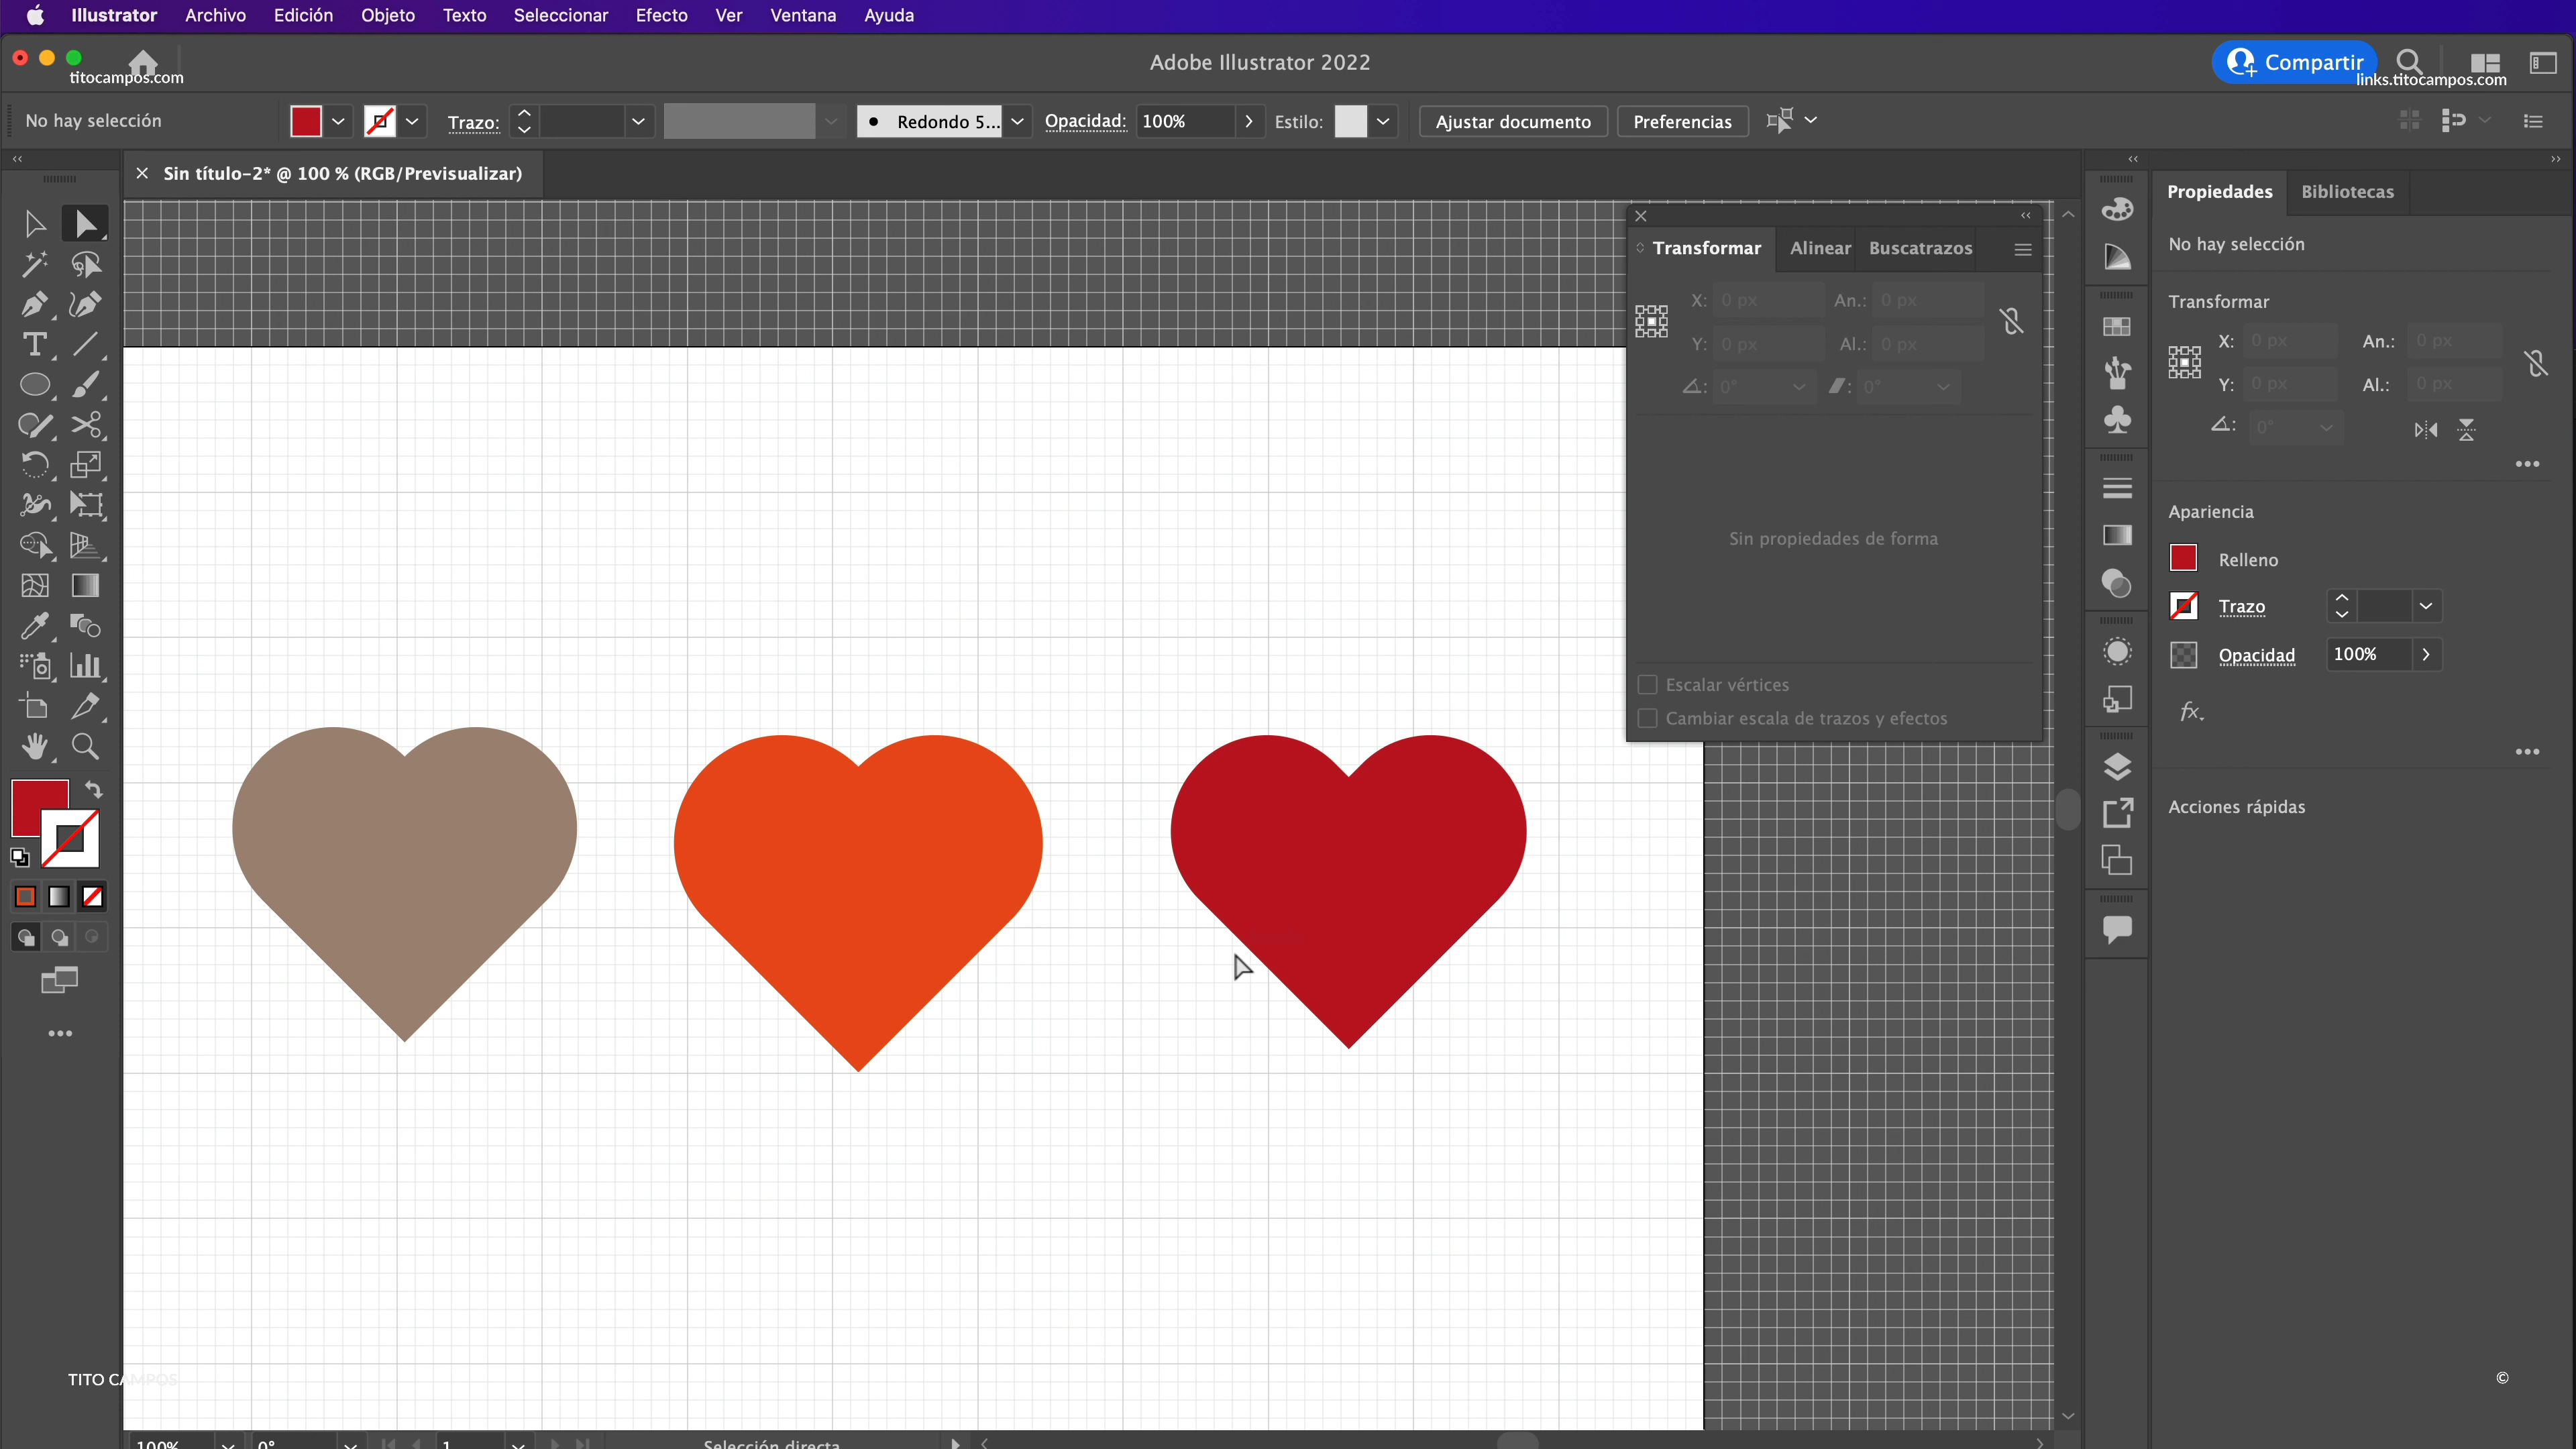 Illustrator Archivo Edición Objeto Texto Seleccionar Efecto Ver Ventana Ayuda
titocampos.com
Adobe Illustrator 2022
Compartir
links.titocampos.com
No hay selección
Trazo:
Redondo 5...
Opacidad: 100%
Estilo:
Ajustar documento
Preferencias
Sin título-2* @ 100 % (RGB/Previsualizar)
Transformar Alinear Buscatrazos
X: 0 px An.: 0 px
Y: 0 px Al.: 0 px
0° 0°
Sin propiedades de forma
Escalar vértices
Cambiar escala de trazos y efectos
Propiedades Bibliotecas
No hay selección
Transformar
X: 0 px An.: 0 px
Y: 0 px Al.: 0 px
0°
Apariencia
Relleno
Trazo
Opacidad 100%
fx
Acciones rápidas
TITO CAMPOS
©
100% 0° 1 Selección directa